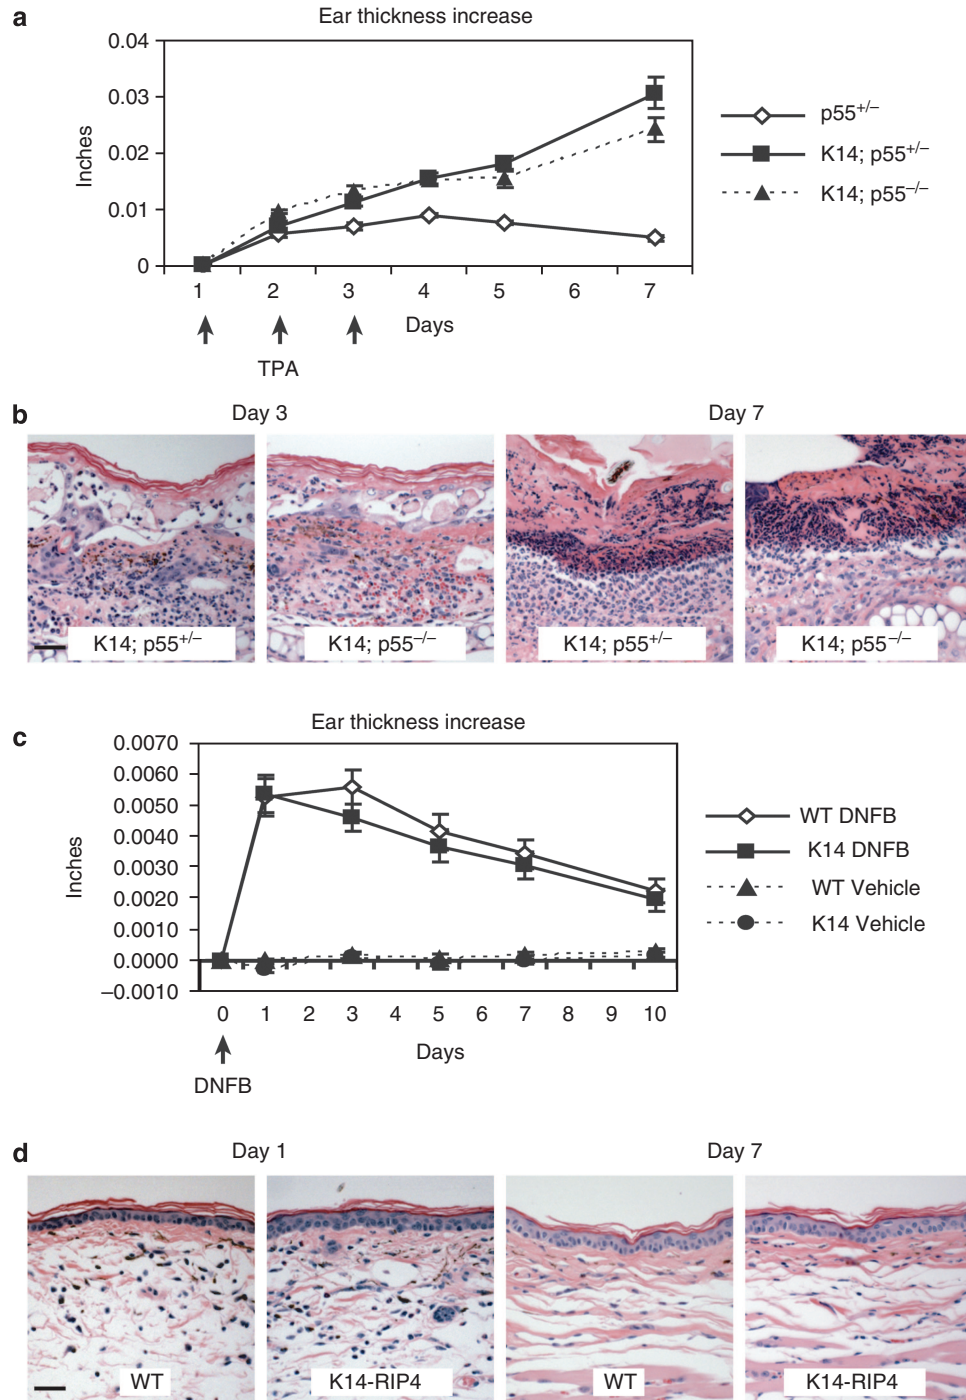 a
Ear thickness increase
0.04
0.03
0.02
0.01
0
Inches
1 2 3 4 5 6 7
Days
TPA
p55+/–
K14; p55+/–
K14; p55–/–
b
Day 3
Day 7
K14; p55+/–
K14; p55–/–
K14; p55+/–
K14; p55–/–
c
Ear thickness increase
0.0070
0.0060
0.0050
0.0040
0.0030
0.0020
0.0010
0.0000
–0.0010
Inches
0 1 2 3 4 5 6 7 8 9 10
Days
DNFB
WT DNFB
K14 DNFB
WT Vehicle
K14 Vehicle
d
Day 1
Day 7
WT
K14-RIP4
WT
K14-RIP4